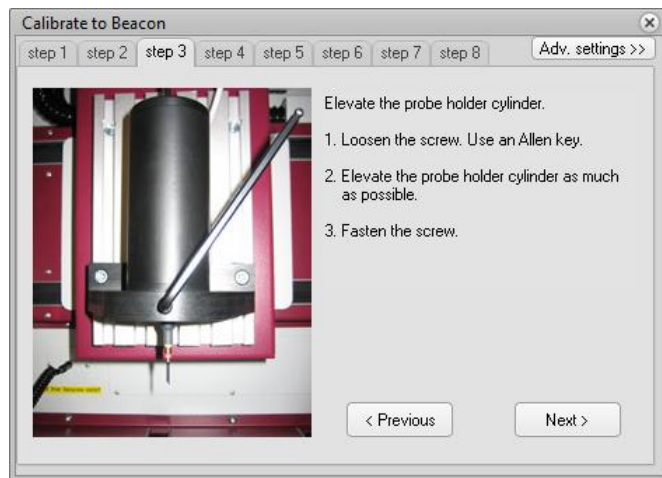 Calibrate to Beacon
step 1 step 2 step 3 step 4 step 5 step 6 step 7 step 8 Adv. settings >>
Elevate the probe holder cylinder.
1. Loosen the screw. Use an Allen key.
2. Elevate the probe holder cylinder as much
as possible.
3. Fasten the screw.
< Previous Next >